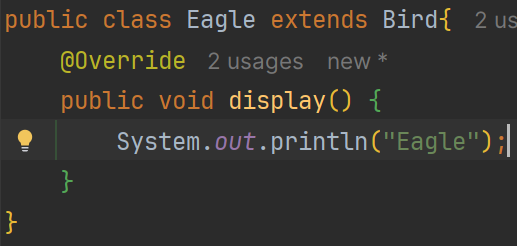 public class Eagle extends Bird{ 2 us
@Override 2 usages new *
public void display() {
System.out.println("Eagle");
}
}